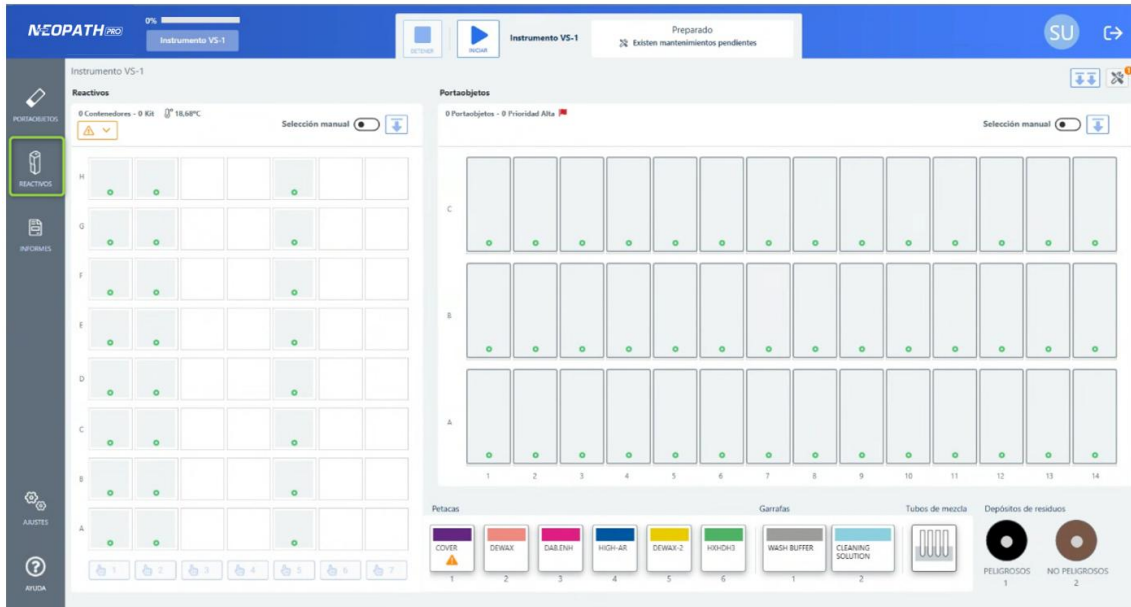 NEOPATH PRO
0%
Instrumento VS-1
DETENER
INICIAR
Instrumento VS-1
Preparado
Existen mantenimientos pendientes
SU
PORTAOBJETOS
REACTIVOS
INFORMES
AJUSTES
AYUDA
Instrumento VS-1
Reactivos
0 Contenedores - 0 Kit 18,68ºC
Selección manual
H
G
F
E
D
C
B
A
1 2 3 4 5 6 7
Portaobjetos
0 Portaobjetos - 0 Prioridad Alta
Selección manual
C
B
A
1 2 3 4 5 6 7 8 9 10 11 12 13 14
Petacas
COVER
DEWAX
DAB.ENH
HIGH-AR
DEWAX-2
HXHDH3
1 2 3 4 5 6
Garrafas
WASH BUFFER
CLEANING
SOLUTION
1 2
Tubos de mezcla
Depósitos de residuos
PELIGROSOS
1
NO PELIGROSOS
2